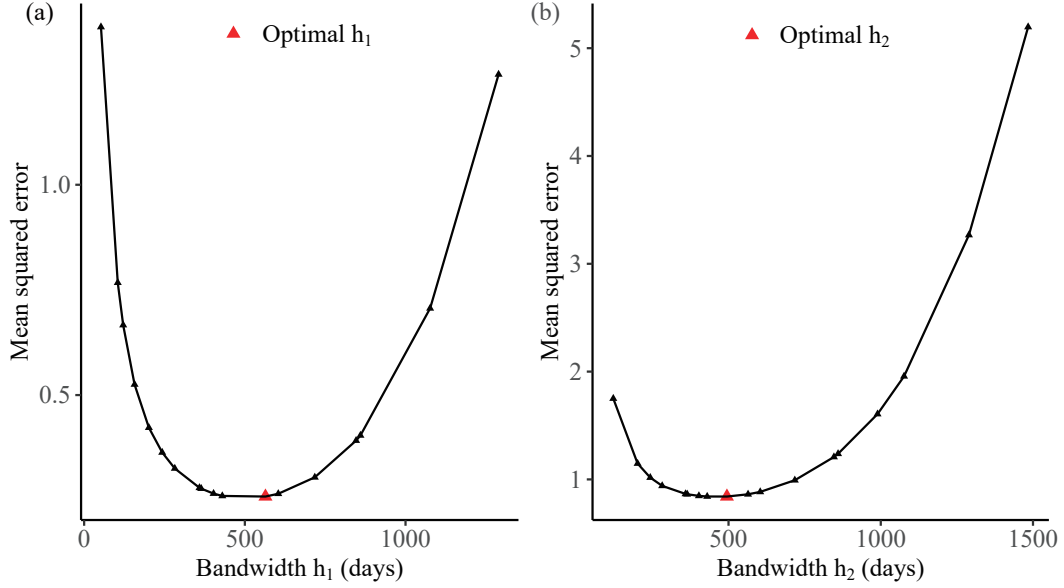 (a)
Optimal h₁
1.0
0.5
Mean squared error
0
500
1000
Bandwidth h₁ (days)
(b)
Optimal h₂
5
4
3
2
1
Mean squared error
500
1000
1500
Bandwidth h₂ (days)